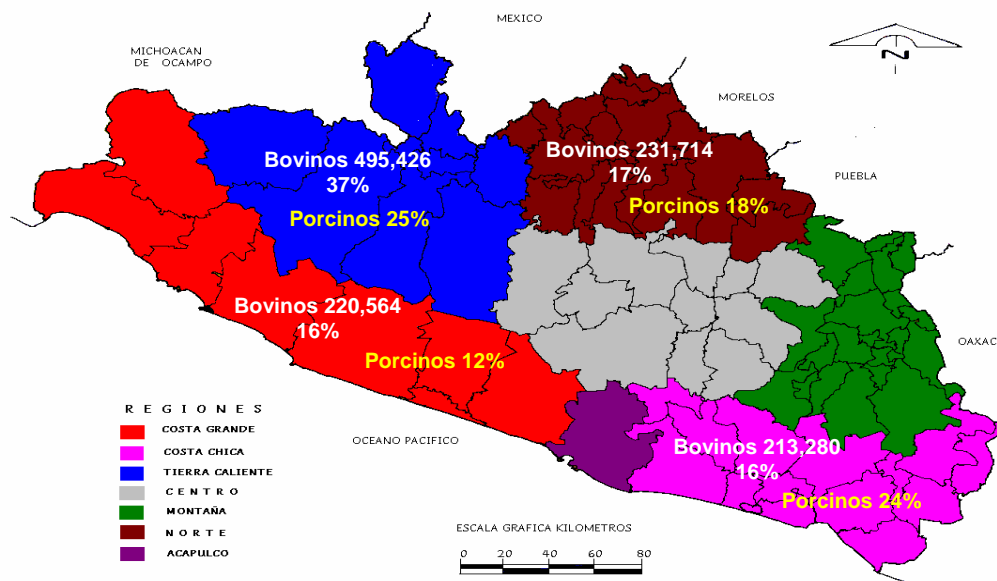 MEXICO
MICHOACAN
DE OCAMPO
N
MORELOS
Bovinos 495,426
37%
Bovinos 231,714
17%
PUEBLA
Porcinos 25%
Porcinos 18%
Bovinos 220,564
16%
OAXAC
Porcinos 12%
REGIONES
COSTA GRANDE
OCEANO PACIFICO
COSTA CHICA
Bovinos 213,280
16%
TIERRA CALIENTE
CENTRO
Porcinos 24%
MONTAÑA
NORTE
ESCALA GRAFICA KILOMETROS
ACAPULCO
0 20 40 60 80